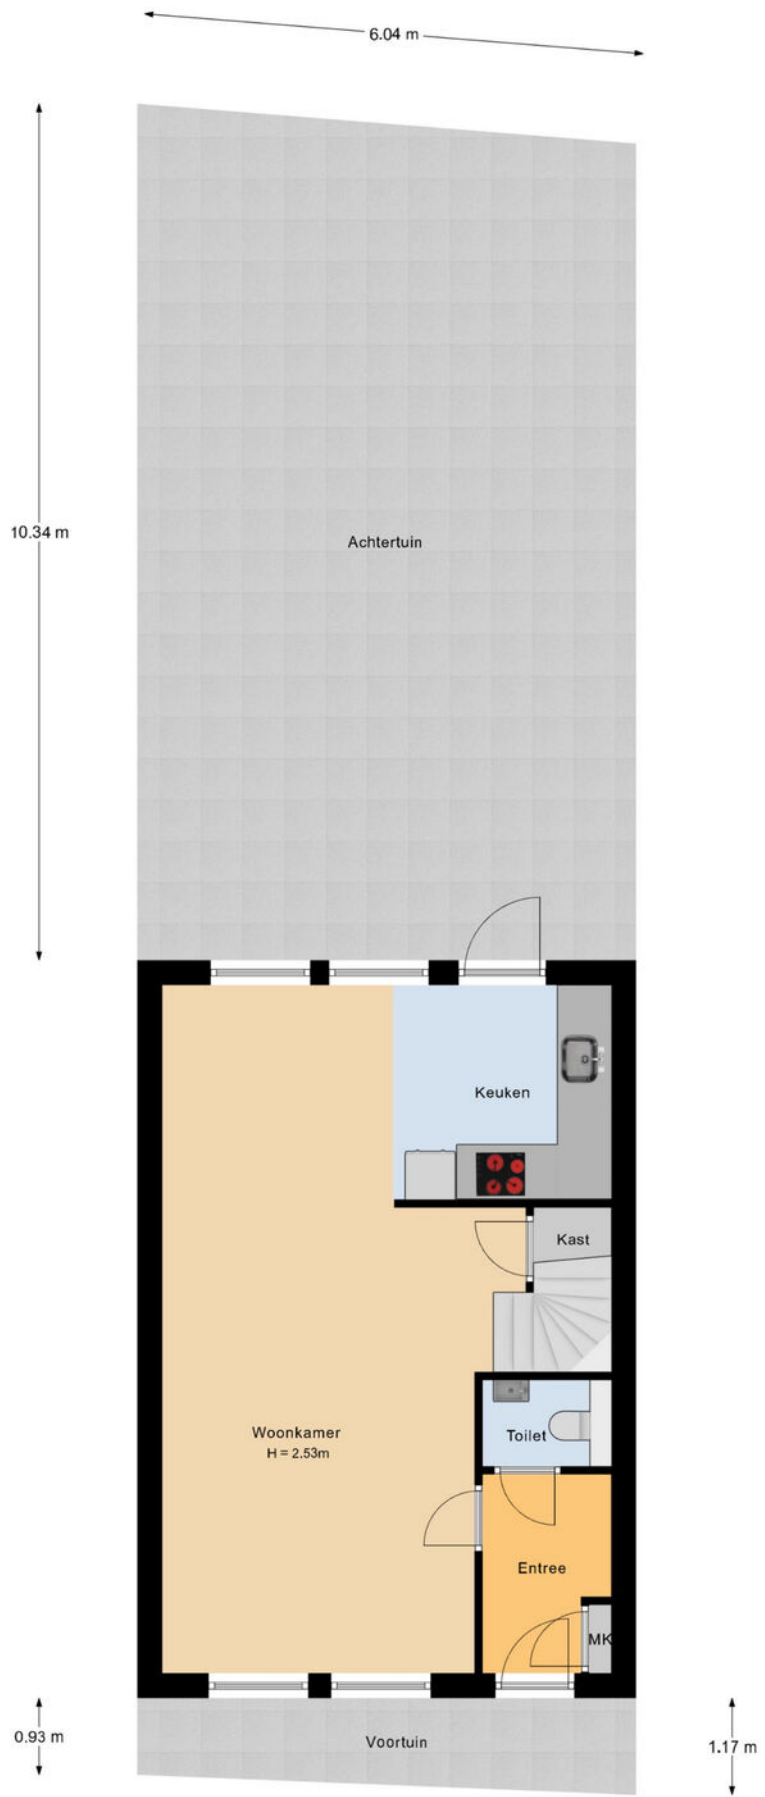 6.04 m
10.34 m
Achtertuin
Keuken
Kast
Woonkamer
H = 2.53m
Toilet
Entree
MK
0.93 m
Voortuin
1.17 m